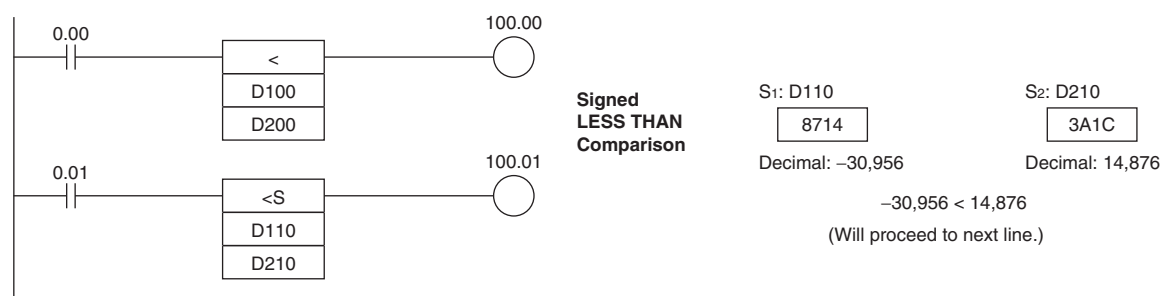 0.00
100.00
<
D100
D200
0.01
100.01
<S
D110
D210
Signed
LESS THAN
Comparison
S1: D110
S2: D210
8714
3A1C
Decimal: −30,956
Decimal: 14,876
−30,956 < 14,876
(Will proceed to next line.)